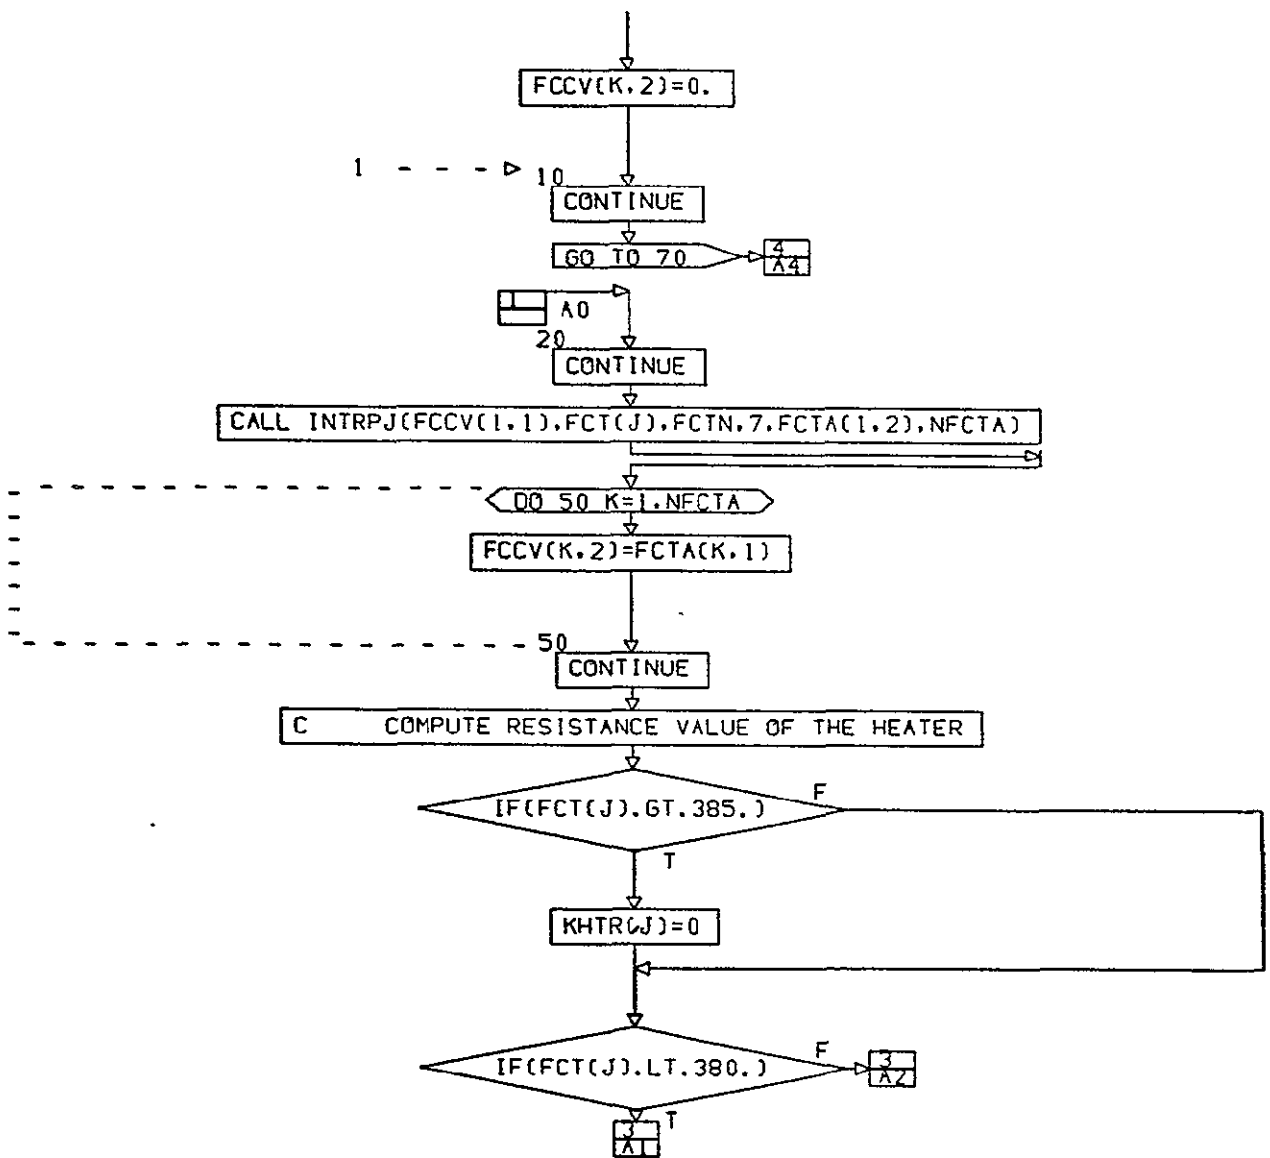 FCCV(K,2)=0.
1
10
CONTINUE
GO TO 70
4
A4
1
A0
20
CONTINUE
CALL INTRPJ(FCCV(1,1),FCT(J),FCTN,7,FCTA(1,2),NFCTA)
DO 50 K=1,NFCTA
FCCV(K,2)=FCTA(K,1)
50
CONTINUE
C COMPUTE RESISTANCE VALUE OF THE HEATER
IF(FCT(J).GT.385.)
F
T
KHTR(J)=0
IF(FCT(J).LT.380.)
F
3
A2
T
3
A1